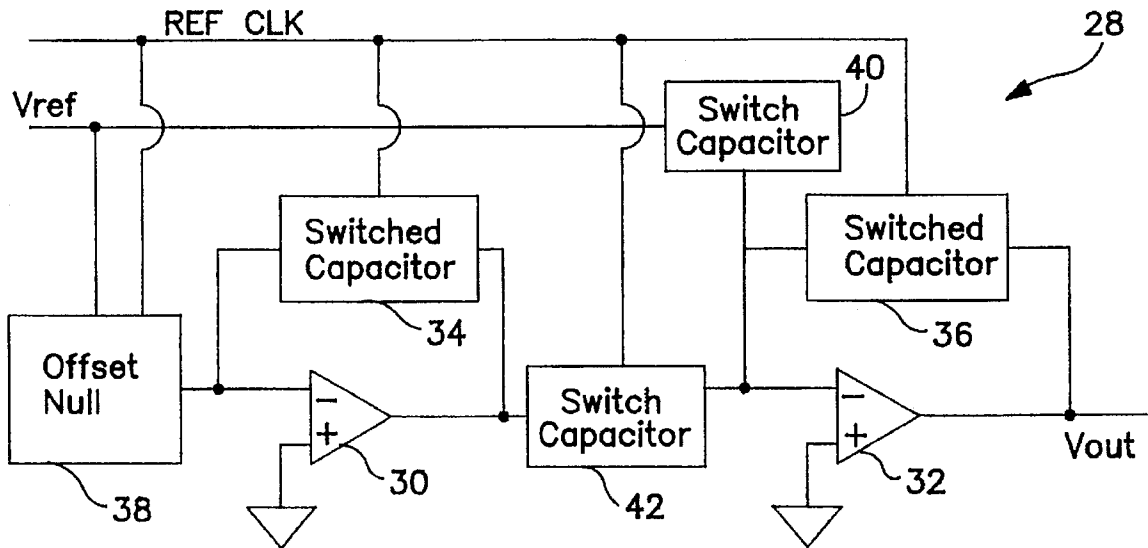 REF CLK
28
Vref
40
Switch
Capacitor
Switched
Capacitor
34
Switched
Capacitor
36
Offset
Null
38
−
+
30
Switch
Capacitor
42
−
+
32
Vout